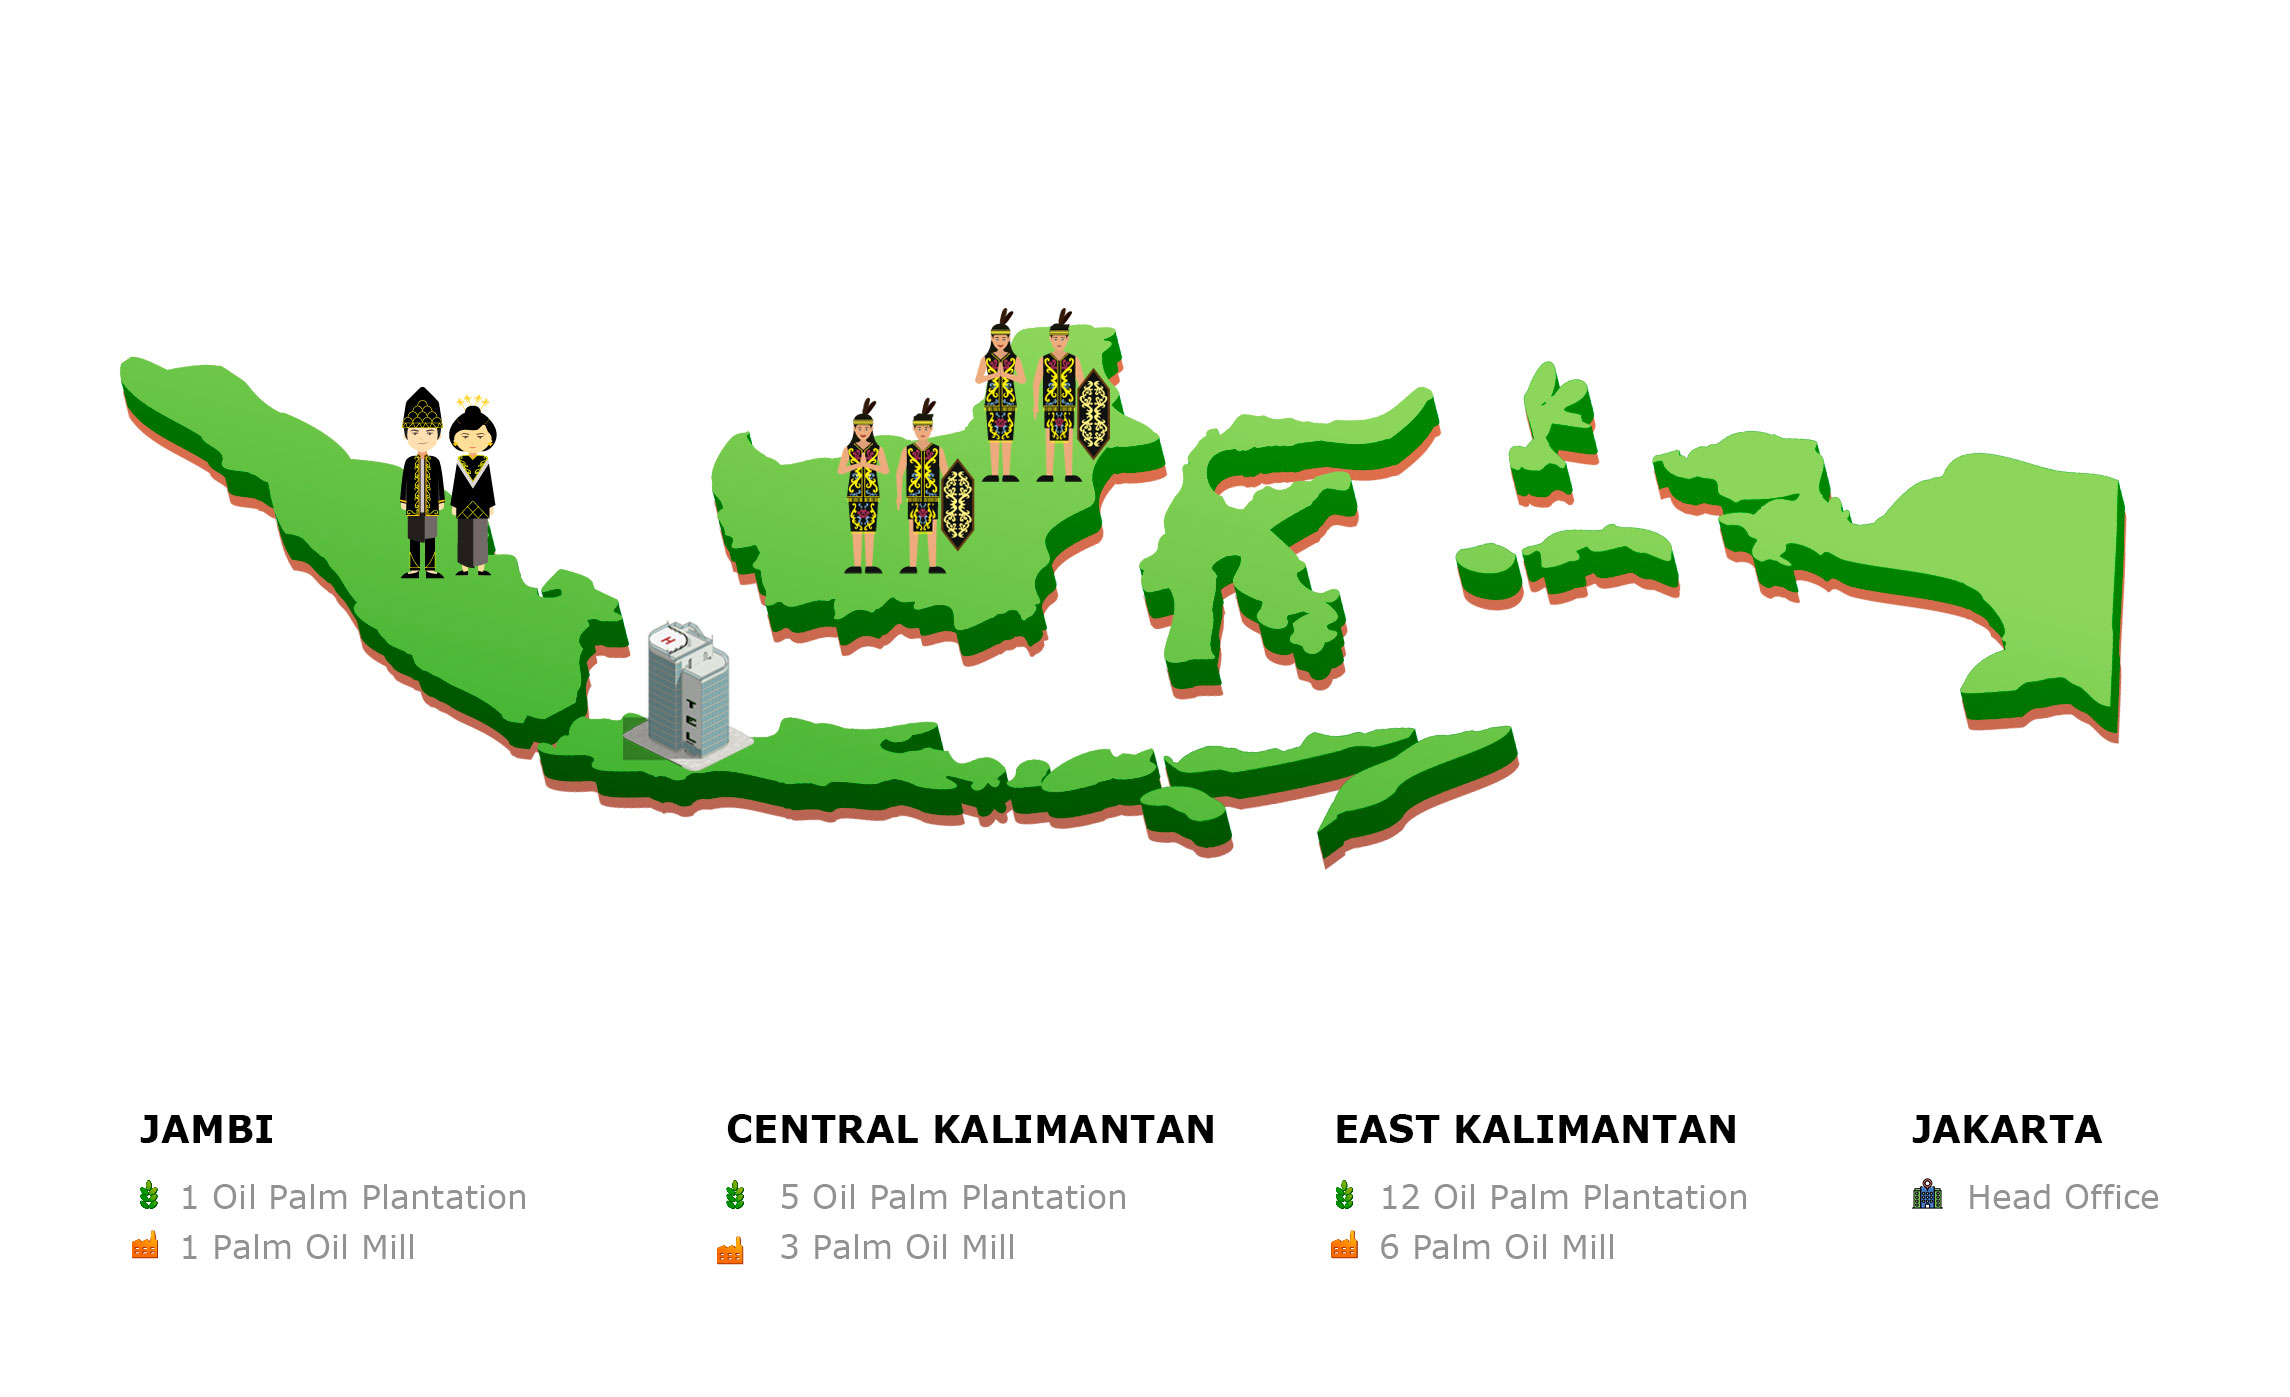 H
TEL
JAMBI
1 Oil Palm Plantation
1 Palm Oil Mill
CENTRAL KALIMANTAN
5 Oil Palm Plantation
3 Palm Oil Mill
EAST KALIMANTAN
12 Oil Palm Plantation
6 Palm Oil Mill
JAKARTA
Head Office